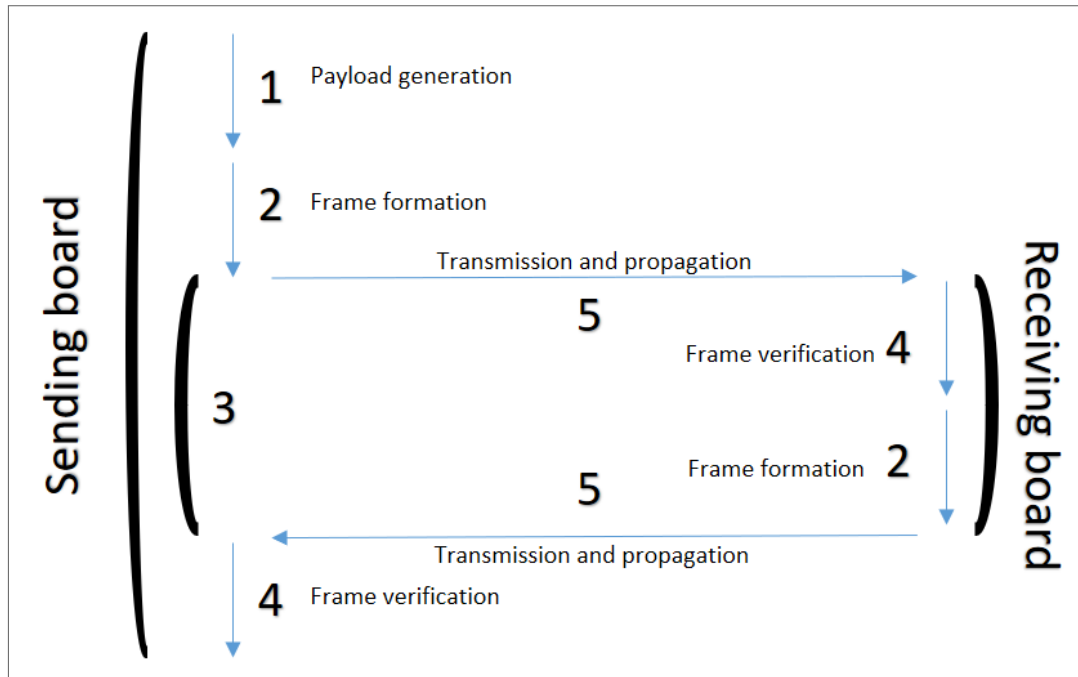 Sending board
1 Payload generation
2 Frame formation
Transmission and propagation
5
Frame verification 4
3
Frame formation 2
5
Transmission and propagation
4 Frame verification
Receiving board